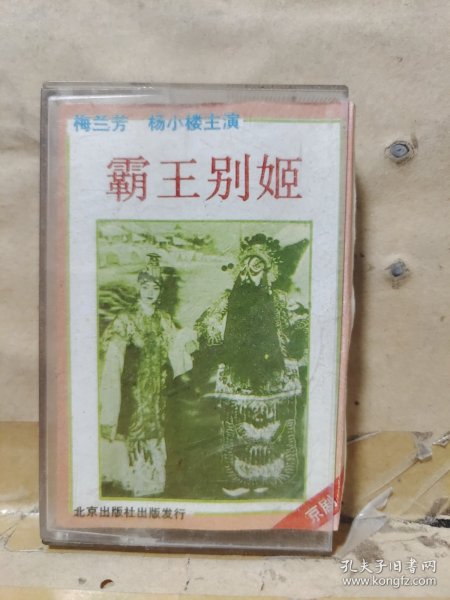 梅兰芳 杨小楼主演
霸王别姬
北京出版社出版发行
京剧
孔夫子旧书网
www.kongfz.com